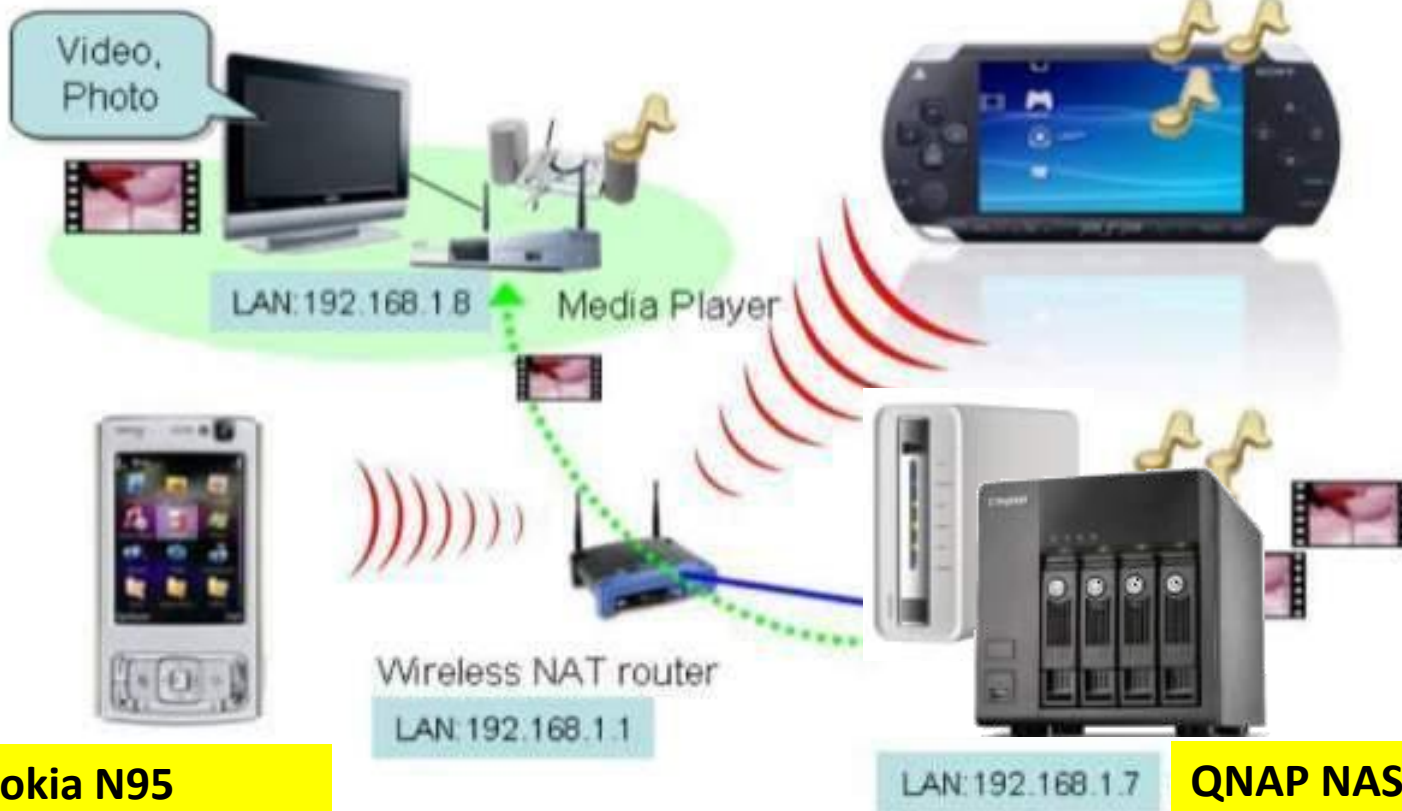 Video,
Photo
SONY
LAN:192.168.1.8
Media Player
Wireless NAT router
LAN:192.168.1.1
LAN:192.168.1.7
okia N95
QNAP NAS